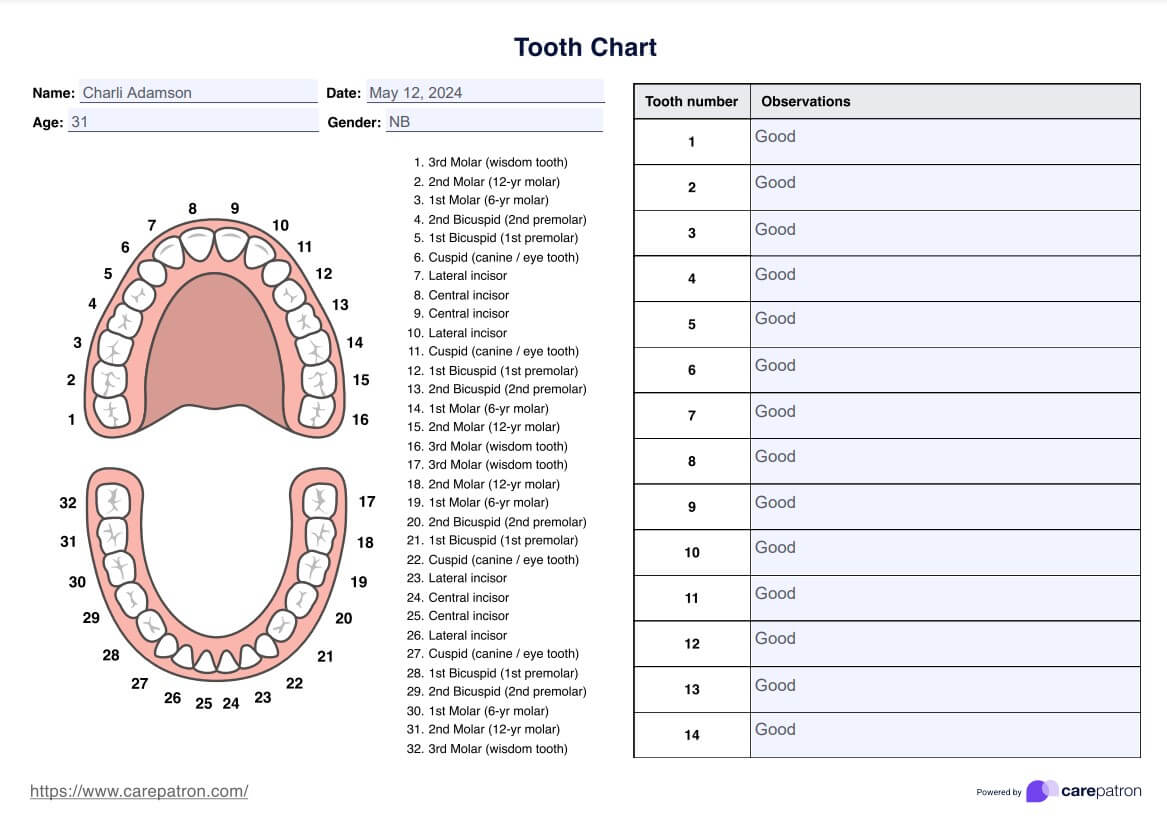 Tooth Chart
Name: Charli Adamson Date: May 12, 2024
Age: 31 Gender: NB
8 9
7 10
6 11
5 12
4 13
3 14
2 15
1 16
32 17
31 18
30 19
29 20
28 21
27 22
26 25 24 23
1. 3rd Molar (wisdom tooth)
2. 2nd Molar (12-yr molar)
3. 1st Molar (6-yr molar)
4. 2nd Bicuspid (2nd premolar)
5. 1st Bicuspid (1st premolar)
6. Cuspid (canine / eye tooth)
7. Lateral incisor
8. Central incisor
9. Central incisor
10. Lateral incisor
11. Cuspid (canine / eye tooth)
12. 1st Bicuspid (1st premolar)
13. 2nd Bicuspid (2nd premolar)
14. 1st Molar (6-yr molar)
15. 2nd Molar (12-yr molar)
16. 3rd Molar (wisdom tooth)
17. 3rd Molar (wisdom tooth)
18. 2nd Molar (12-yr molar)
19. 1st Molar (6-yr molar)
20. 2nd Bicuspid (2nd premolar)
21. 1st Bicuspid (1st premolar)
22. Cuspid (canine / eye tooth)
23. Lateral incisor
24. Central incisor
25. Central incisor
26. Lateral incisor
27. Cuspid (canine / eye tooth)
28. 1st Bicuspid (1st premolar)
29. 2nd Bicuspid (2nd premolar)
30. 1st Molar (6-yr molar)
31. 2nd Molar (12-yr molar)
32. 3rd Molar (wisdom tooth)
Tooth number Observations
1 Good
2 Good
3 Good
4 Good
5 Good
6 Good
7 Good
8 Good
9 Good
10 Good
11 Good
12 Good
13 Good
14 Good
https://www.carepatron.com/
Powered by carepatron